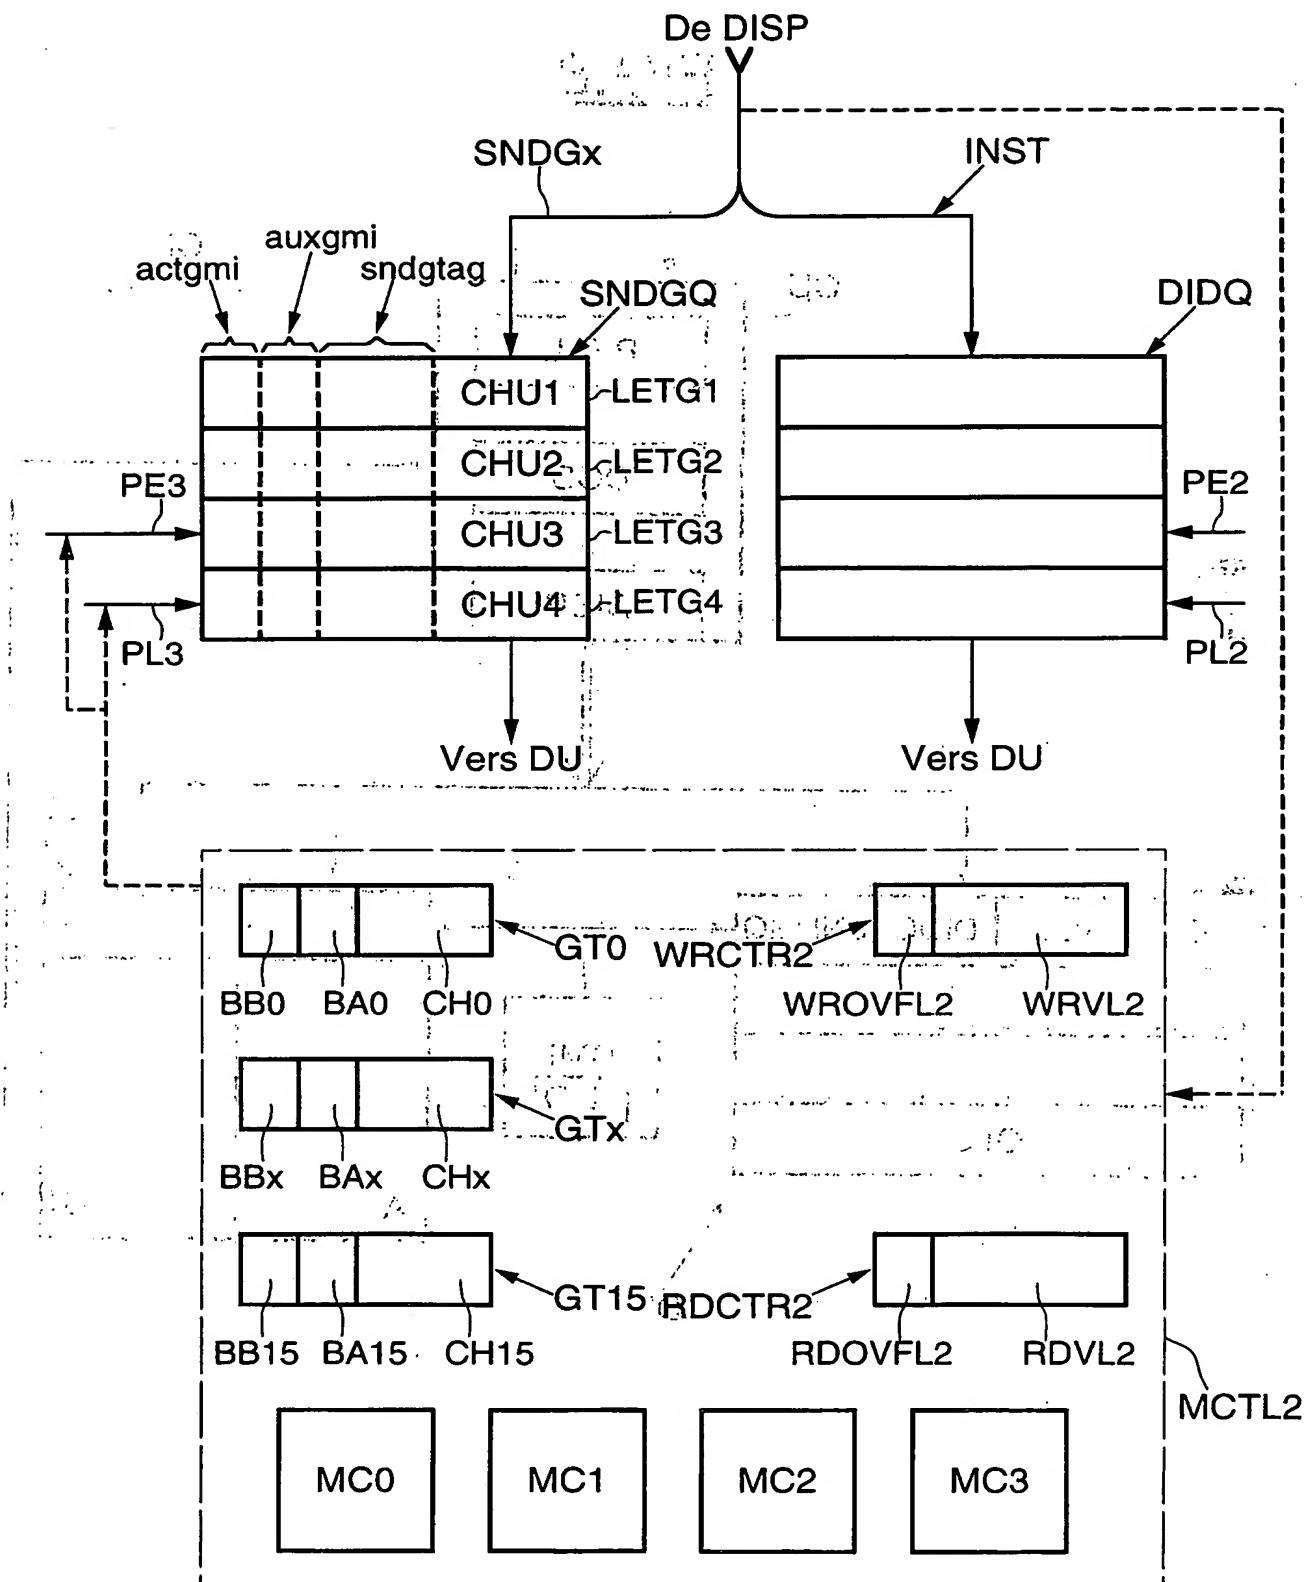 De DISP
SNDGx
INST
auxgmi
actgmi
sndgtag
SNDGQ
DIDQ
CHU1
LETG1
CHU2
LETG2
PE3
PE2
CHU3
LETG3
CHU4
LETG4
PL3
PL2
Vers DU
Vers DU
GT0
WRCTR2
BB0
BA0
CH0
WROVFL2
WRVL2
GTx
BBx
BAx
CHx
GT15
RDCTR2
BB15
BA15
CH15
RDOVFL2
RDVL2
MCTL2
MC0
MC1
MC2
MC3